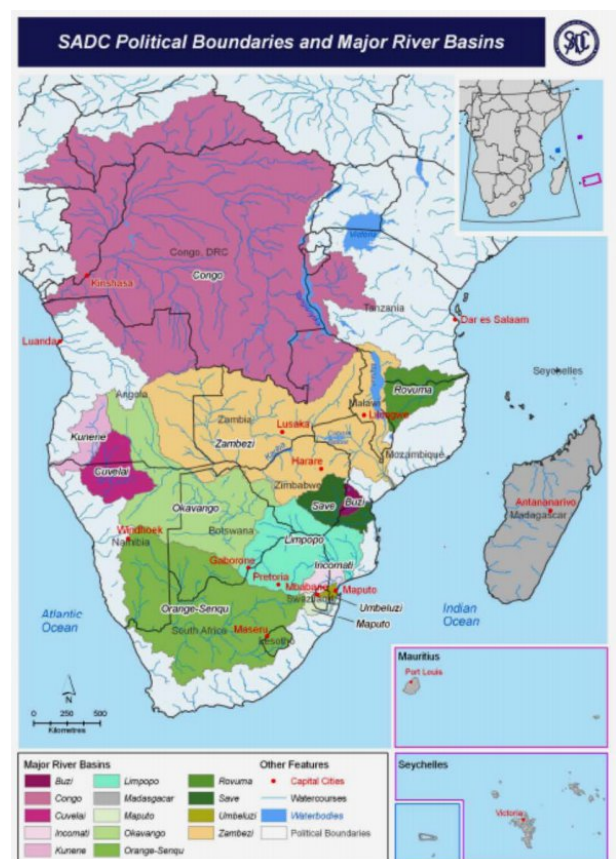 SADC Political Boundaries and Major River Basins
SADC
Congo, DRC
Congo
Kinshasa
Tanzania
Dar es Salaam
Luanda
Seychelles
Angola
Rovuma
Malawi
Zambia
Lusaka
Lilongwe
Kunene
Zambezi
Mozambique
Cuvelai
Harare
Zimbabwe
Antananarivo
Madagascar
Okavango
Save
Buzi
Windhoek
Namibia
Botswana
Limpopo
Gaborone
Incomati
Pretoria
Mbabane
Maputo
Swaziland
Orange-Senqu
Umbeluzi
Maputo
Atlantic
Ocean
Indian
Ocean
South Africa
Maseru
Lesotho
N
0 250 500
Kilometres
Mauritius
Port Louis
Major River Basins
Other Features
Buzi
Limpopo
Rovuma
Capital Cities
Congo
Madagascar
Save
Watercourses
Cuvelai
Maputo
Umbeluzi
Waterbodies
Incomati
Okavango
Zambezi
Political Boundaries
Kunene
Orange-Senqu
Seychelles
Victoria